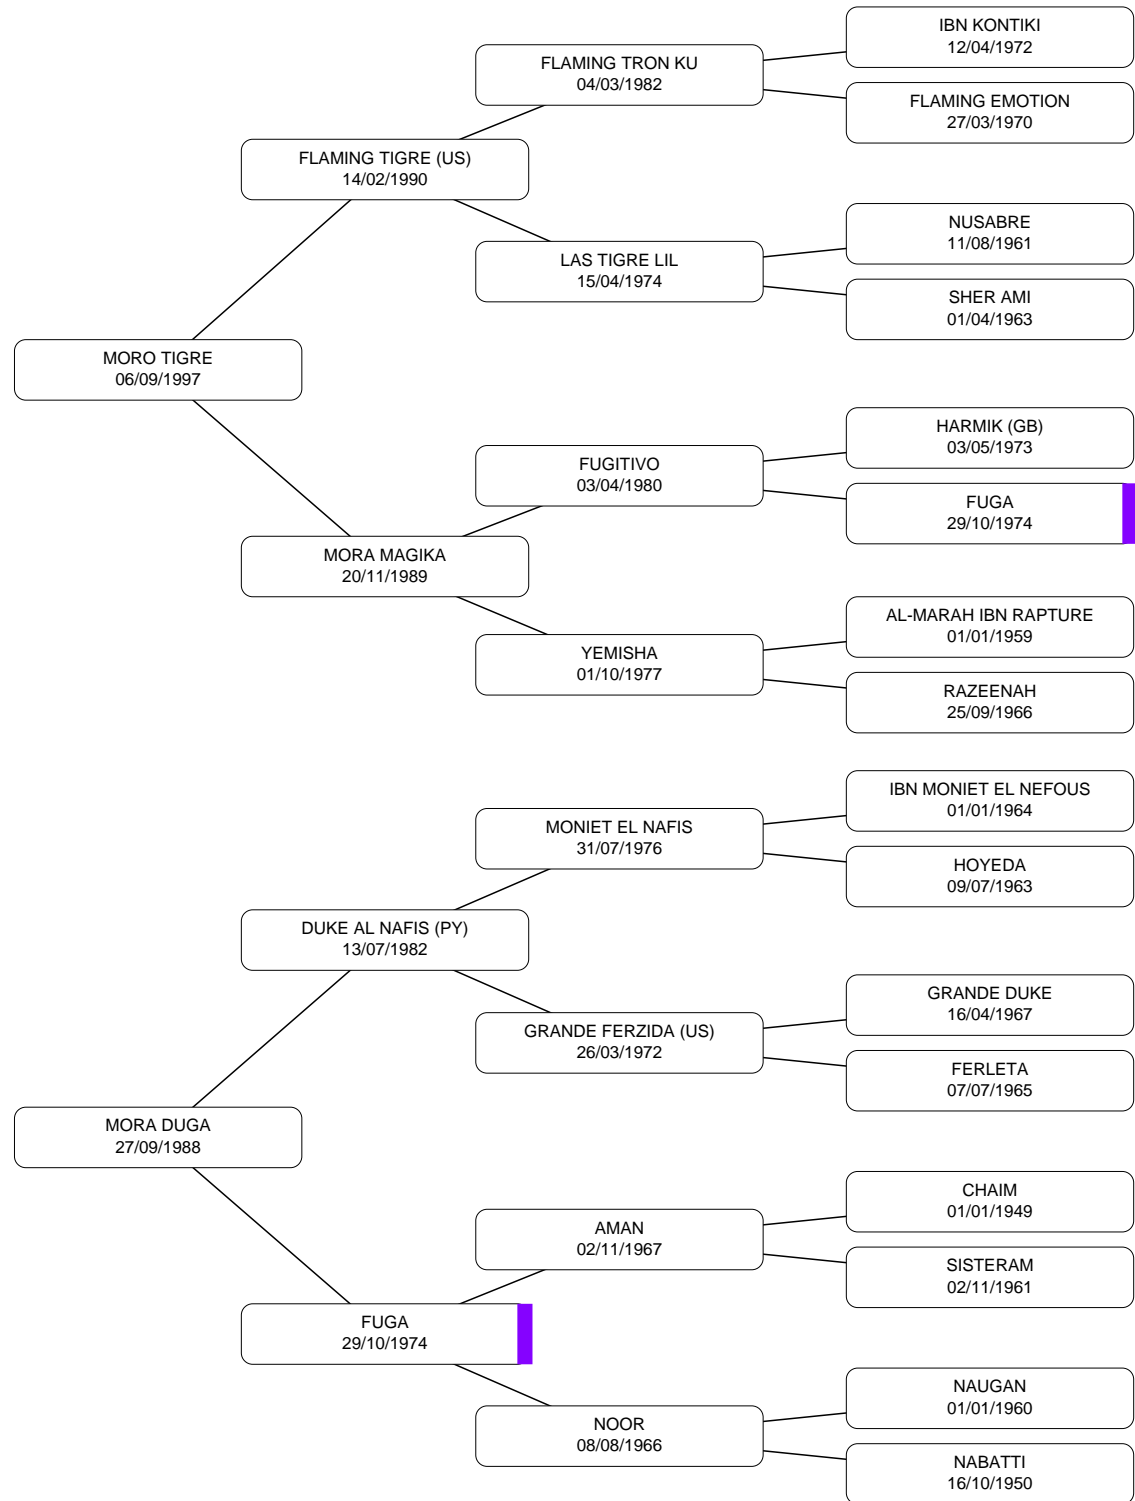 IBN KONTIKI
12/04/1972
FLAMING TRON KU
04/03/1982
FLAMING EMOTION
27/03/1970
FLAMING TIGRE (US)
14/02/1990
NUSABRE
11/08/1961
LAS TIGRE LIL
15/04/1974
SHER AMI
01/04/1963
MORO TIGRE
06/09/1997
HARMIK (GB)
03/05/1973
FUGITIVO
03/04/1980
FUGA
29/10/1974
MORA MAGIKA
20/11/1989
AL-MARAH IBN RAPTURE
01/01/1959
YEMISHA
01/10/1977
RAZEENAH
25/09/1966
IBN MONIET EL NEFOUS
01/01/1964
MONIET EL NAFIS
31/07/1976
HOYEDA
09/07/1963
DUKE AL NAFIS (PY)
13/07/1982
GRANDE DUKE
16/04/1967
GRANDE FERZIDA (US)
26/03/1972
FERLETA
07/07/1965
MORA DUGA
27/09/1988
CHAIM
01/01/1949
AMAN
02/11/1967
SISTERAM
02/11/1961
FUGA
29/10/1974
NAUGAN
01/01/1960
NOOR
08/08/1966
NABATTI
16/10/1950